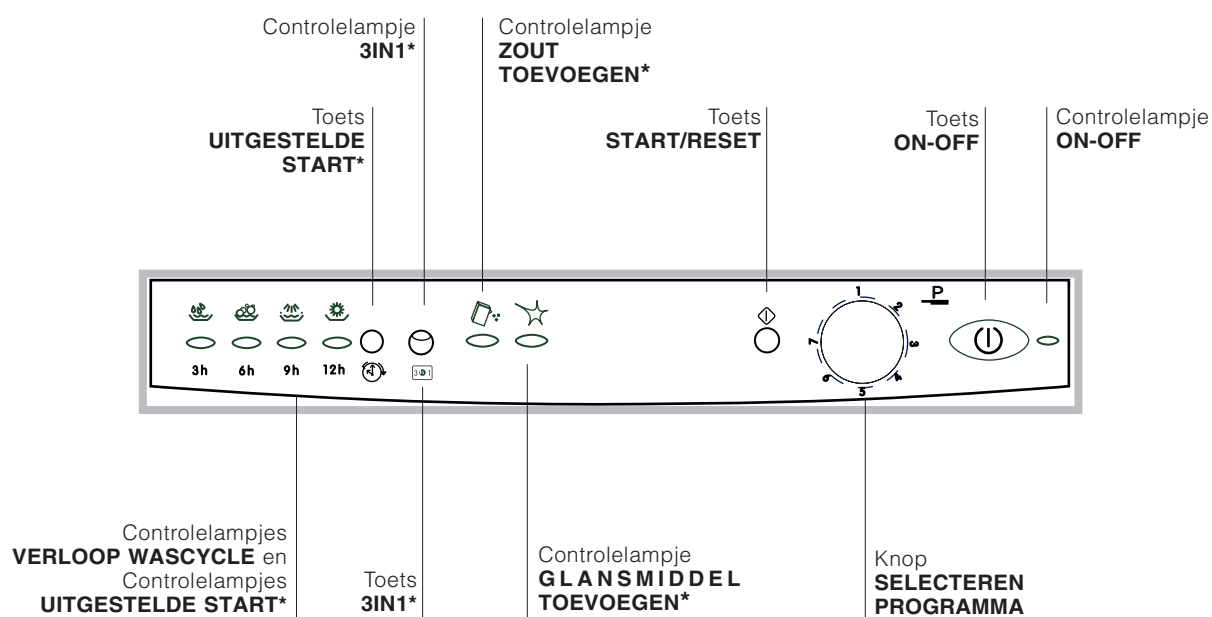 Controlelampje
3IN1*
Controlelampje
ZOUT
TOEVOEGEN*
Toets
UITGESTELDE
START*
Toets
START/RESET
Toets
ON-OFF
Controlelampje
ON-OFF
3h 6h 9h 12h
3in1
1
2
3
4
5
6
7
P
Controlelampjes
VERLOOP WASCYCLE en
Controlelampjes
UITGESTELDE START*
Toets
3IN1*
Controlelampje
GLANSMIDDEL
TOEVOEGEN*
Knop
SELECTEREN
PROGRAMMA